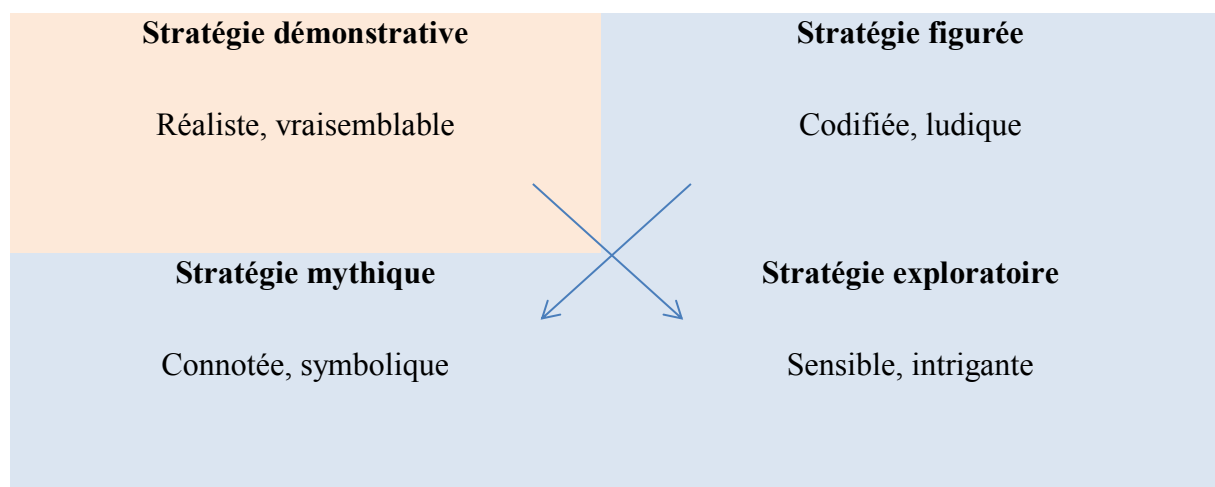 Stratégie démonstrative
Réaliste, vraisemblable
Stratégie figurée
Codifiée, ludique
Stratégie mythique
Connotée, symbolique
Stratégie exploratoire
Sensible, intrigante